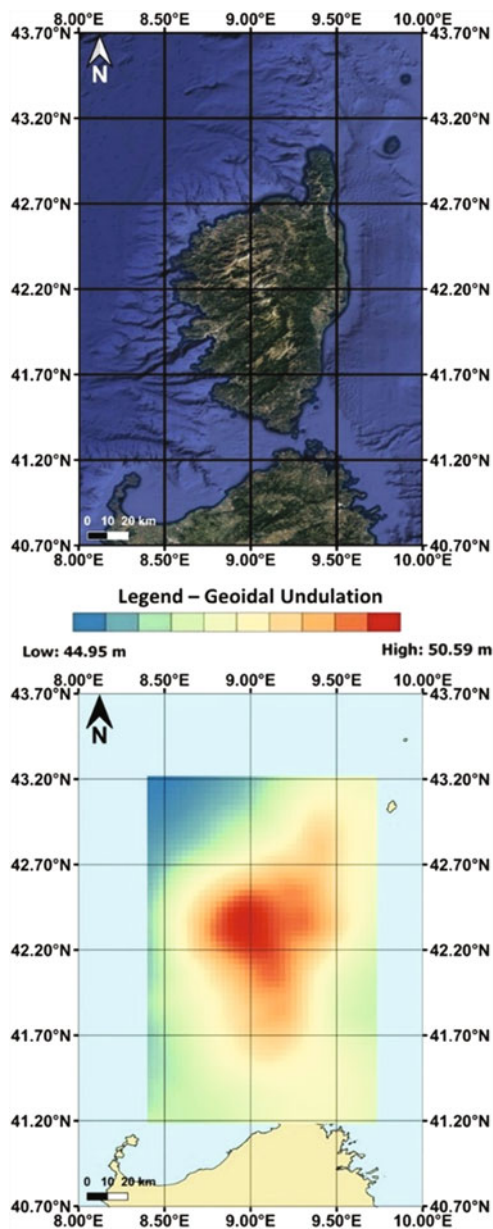 8.00°E 8.50°E 9.00°E 9.50°E 10.00°E
43.70°N 43.70°N
N
43.20°N 43.20°N
42.70°N 42.70°N
42.20°N 42.20°N
41.70°N 41.70°N
41.20°N 41.20°N
0 10 20 km
40.70°N 40.70°N
8.00°E 8.50°E 9.00°E 9.50°E 10.00°E
Legend – Geoidal Undulation
Low: 44.95 m High: 50.59 m
8.00°E 8.50°E 9.00°E 9.50°E 10.00°E
43.70°N 43.70°N
N
43.20°N 43.20°N
42.70°N 42.70°N
42.20°N 42.20°N
41.70°N 41.70°N
41.20°N 41.20°N
0 10 20 km
40.70°N 40.70°N
8.00°E 8.50°E 9.00°E 9.50°E 10.00°E